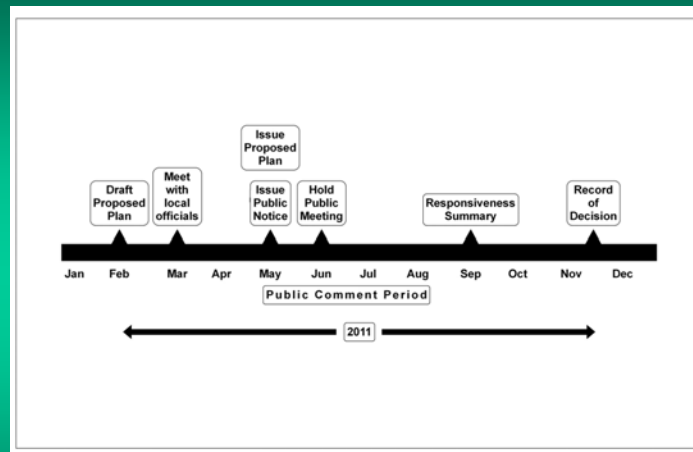 Issue
Proposed
Plan
Draft
Proposed
Plan
Meet
with
local
officials
Issue
Public
Notice
Hold
Public
Meeting
Responsiveness
Summary
Record
of
Decision
Jan Feb Mar Apr May Jun Jul Aug Sep Oct Nov Dec
Public Comment Period
2011